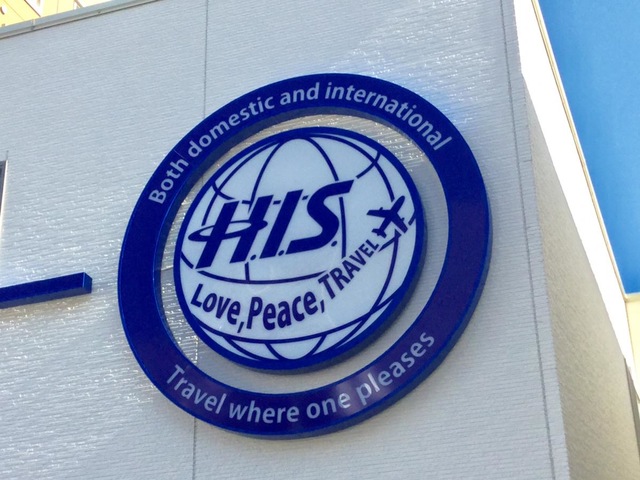 Both domestic and international
H.I.S.
Love, Peace, TRAVEL
Travel where one pleases